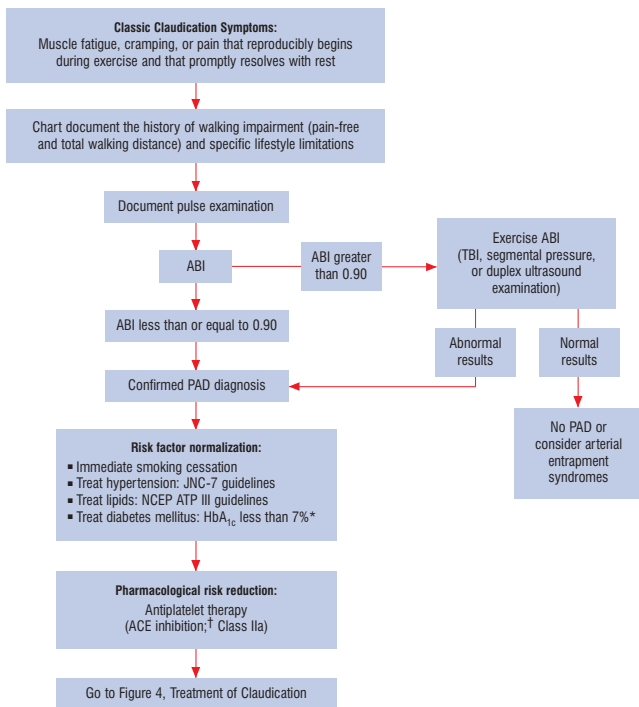 Classic Claudication Symptoms:
Muscle fatigue, cramping, or pain that reproducibly begins
during exercise and that promptly resolves with rest
Chart document the history of walking impairment (pain-free
and total walking distance) and specific lifestyle limitations
Document pulse examination
ABI
ABI greater
than 0.90
Exercise ABI
(TBI, segmental pressure,
or duplex ultrasound
examination)
ABI less than or equal to 0.90
Abnormal
results
Normal
results
Confirmed PAD diagnosis
No PAD or
consider arterial
entrapment
syndromes
Risk factor normalization:
▪ Immediate smoking cessation
▪ Treat hypertension: JNC-7 guidelines
▪ Treat lipids: NCEP ATP III guidelines
▪ Treat diabetes mellitus: HbA1c less than 7%*
Pharmacological risk reduction:
Antiplatelet therapy
(ACE inhibition;† Class IIa)
Go to Figure 4, Treatment of Claudication